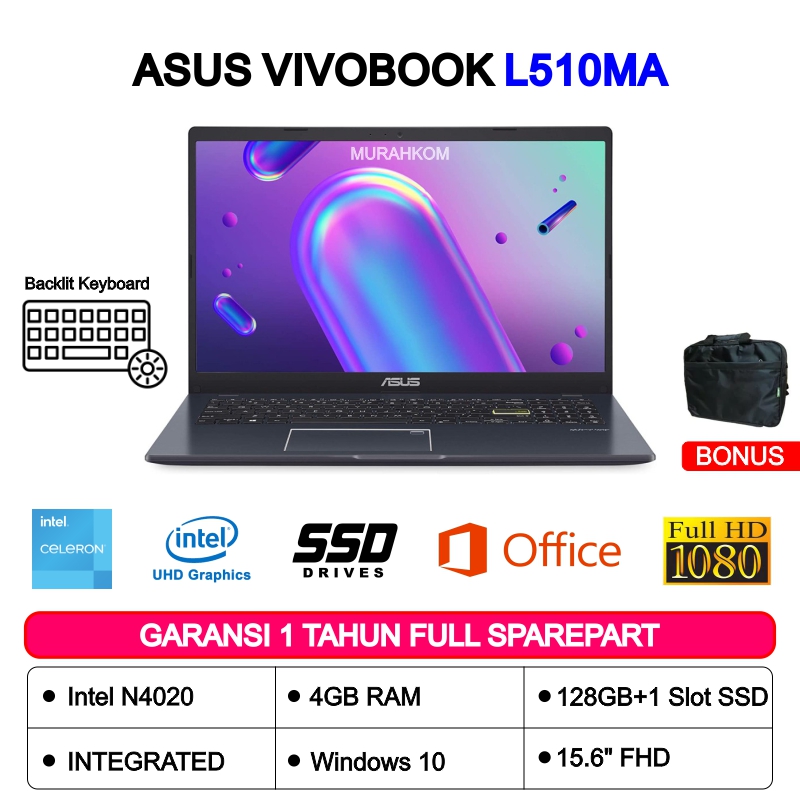 ASUS VIVOBOOK L510MA
MURAHKOM
Backlit Keyboard
ASUS
BONUS
intel
CELERON
intel
UHD Graphics
SSD
DRIVES
Office
Full HD
1080
GARANSI 1 TAHUN FULL SPAREPART
• Intel N4020
• 4GB RAM
• 128GB+1 Slot SSD
• INTEGRATED
• Windows 10
• 15.6" FHD